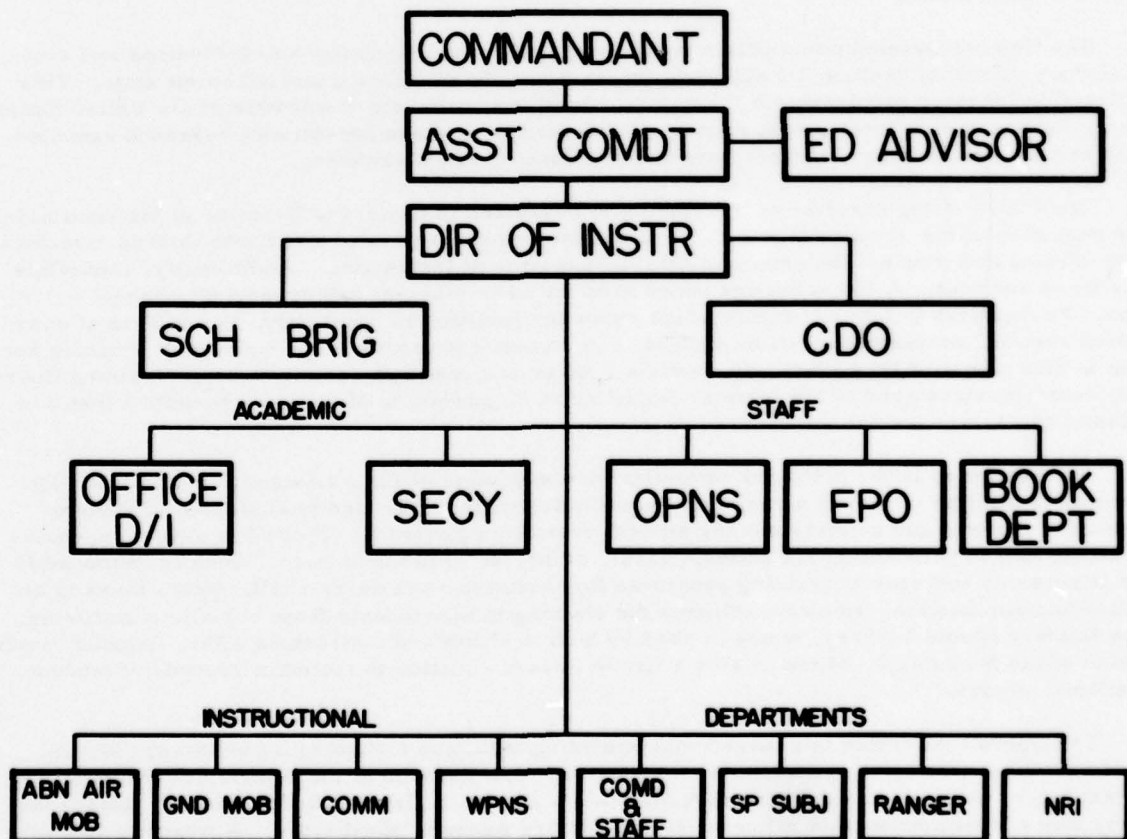 COMMANDANT
ASST COMDT
ED ADVISOR
DIR OF INSTR
SCH BRIG
CDO
ACADEMIC
STAFF
OFFICE
D/I
SECY
OPNS
EPO
BOOK
DEPT
INSTRUCTIONAL
DEPARTMENTS
ABN AIR
MOB
GND MOB
COMM
WPNS
COMD
&
STAFF
SP SUBJ
RANGER
NRI